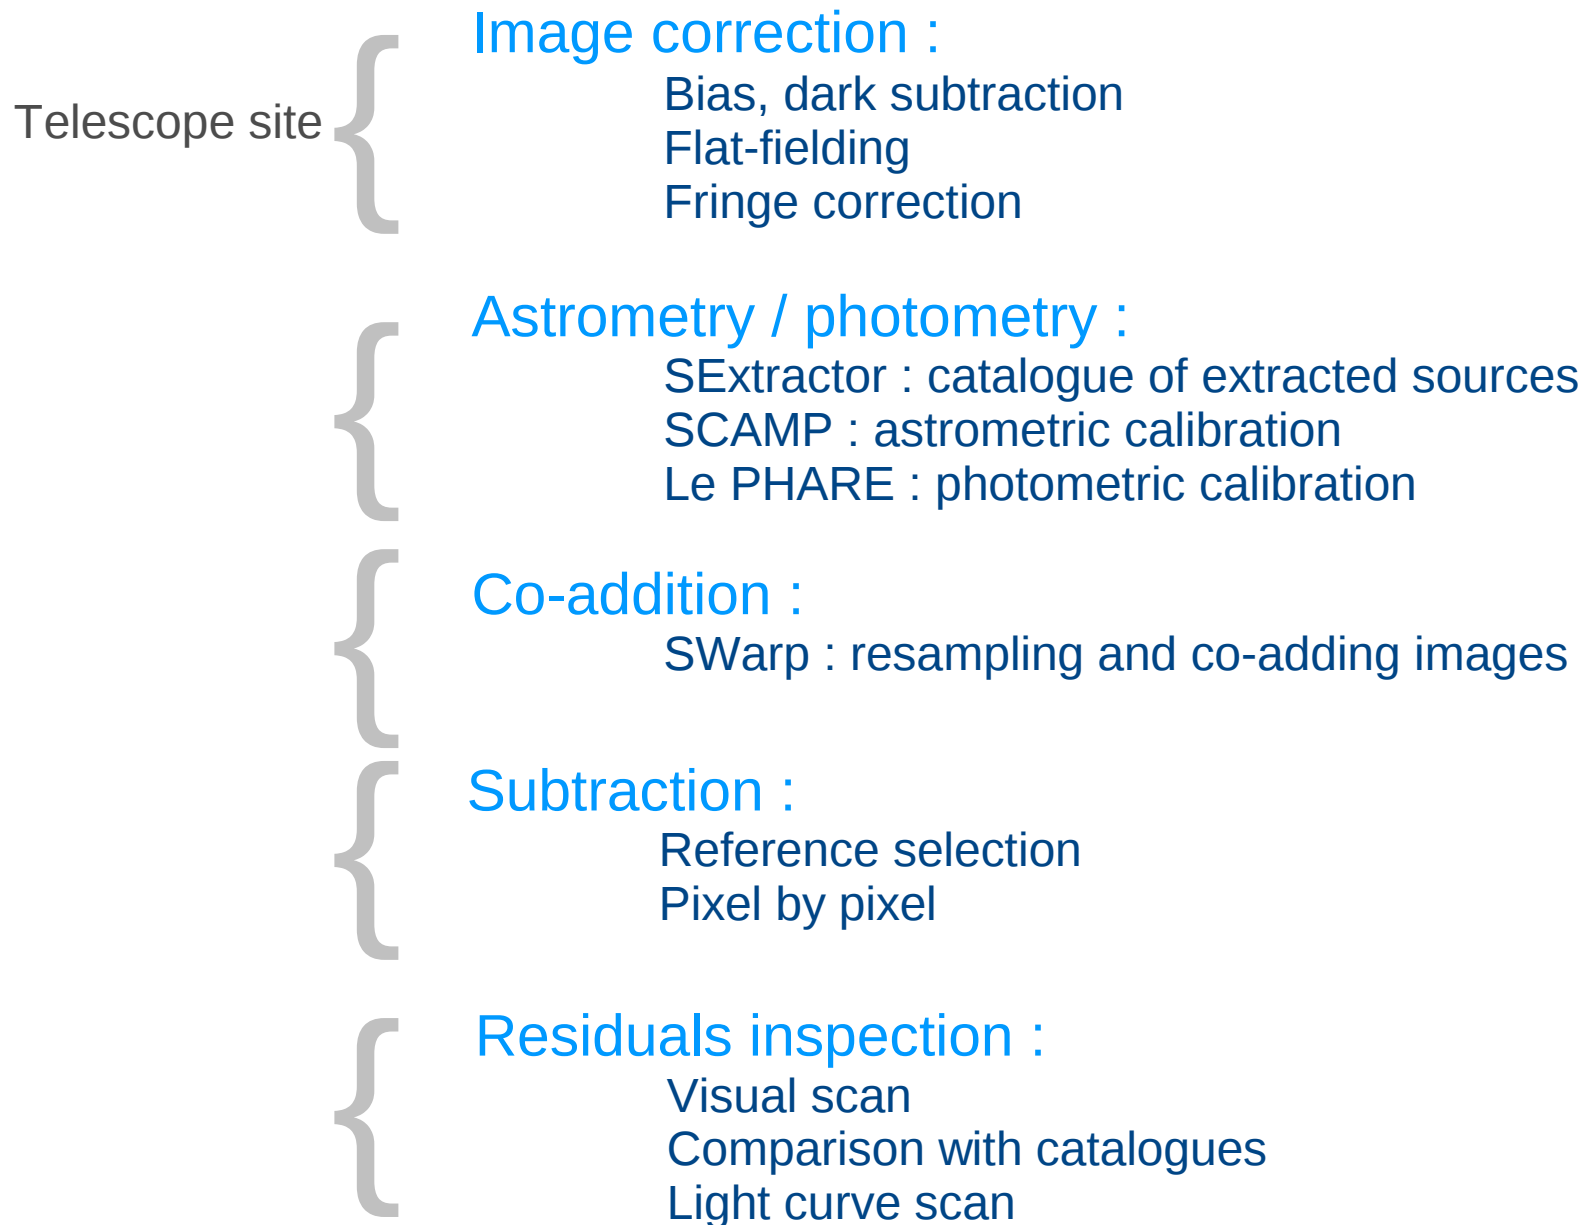 Image correction :
Telescope site
Bias, dark subtraction
Flat-fielding
Fringe correction
Astrometry / photometry :
SExtractor : catalogue of extracted sources
SCAMP : astrometric calibration
Le PHARE : photometric calibration
Co-addition :
SWarp : resampling and co-adding images
Subtraction :
Reference selection
Pixel by pixel
Residuals inspection :
Visual scan
Comparison with catalogues
Light curve scan